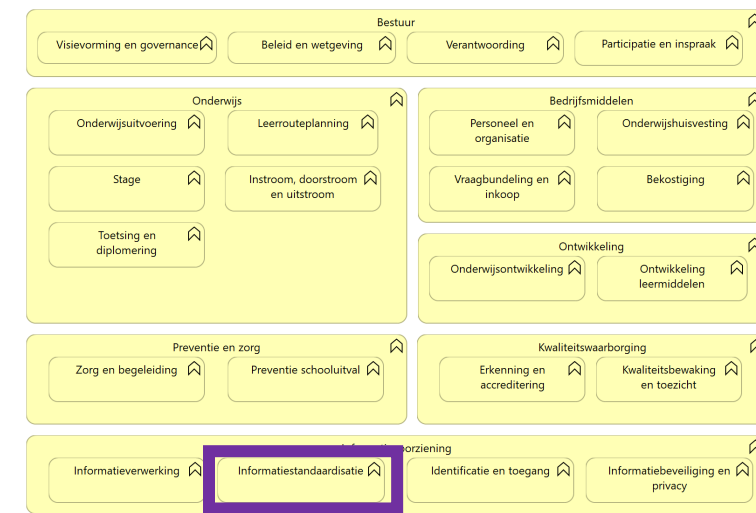 Bestuur
Visievorming en governance
Beleid en wetgeving
Verantwoording
Participatie en inspraak
Onderwijs
Onderwijsuitvoering
Leerrouteplanning
Stage
Instroom, doorstroom
en uitstroom
Toetsing en
diplomering
Bedrijfsmiddelen
Personeel en
organisatie
Onderwijshuisvesting
Vraagbundeling en
inkoop
Bekostiging
Ontwikkeling
Onderwijsontwikkeling
Ontwikkeling
leermiddelen
Preventie en zorg
Zorg en begeleiding
Preventie schooluitval
Kwaliteitswaarborging
Erkenning en
accreditering
Kwaliteitsbewaking
en toezicht
Informatieverwerking
Informatiestandaardisatie
Identificatie en toegang
Informatiebeveiliging en
privacy